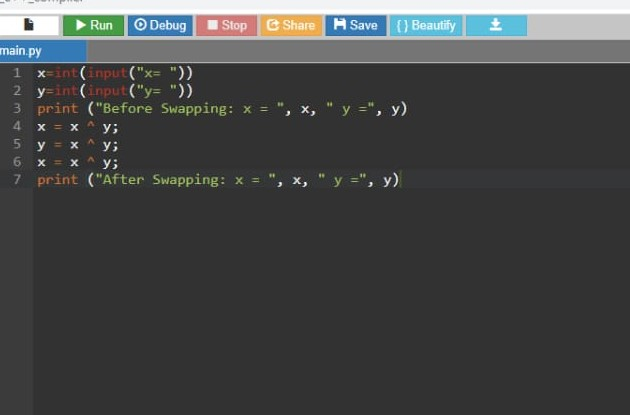 Run Debug Stop Share Save {} Beautify
main.py
1 x=int(input("x= "))
2 y=int(input("y= "))
3 print ("Before Swapping: x = ", x, " y =", y)
4 x = x ^ y;
5 y = x ^ y;
6 x = x ^ y;
7 print ("After Swapping: x = ", x, " y =", y)